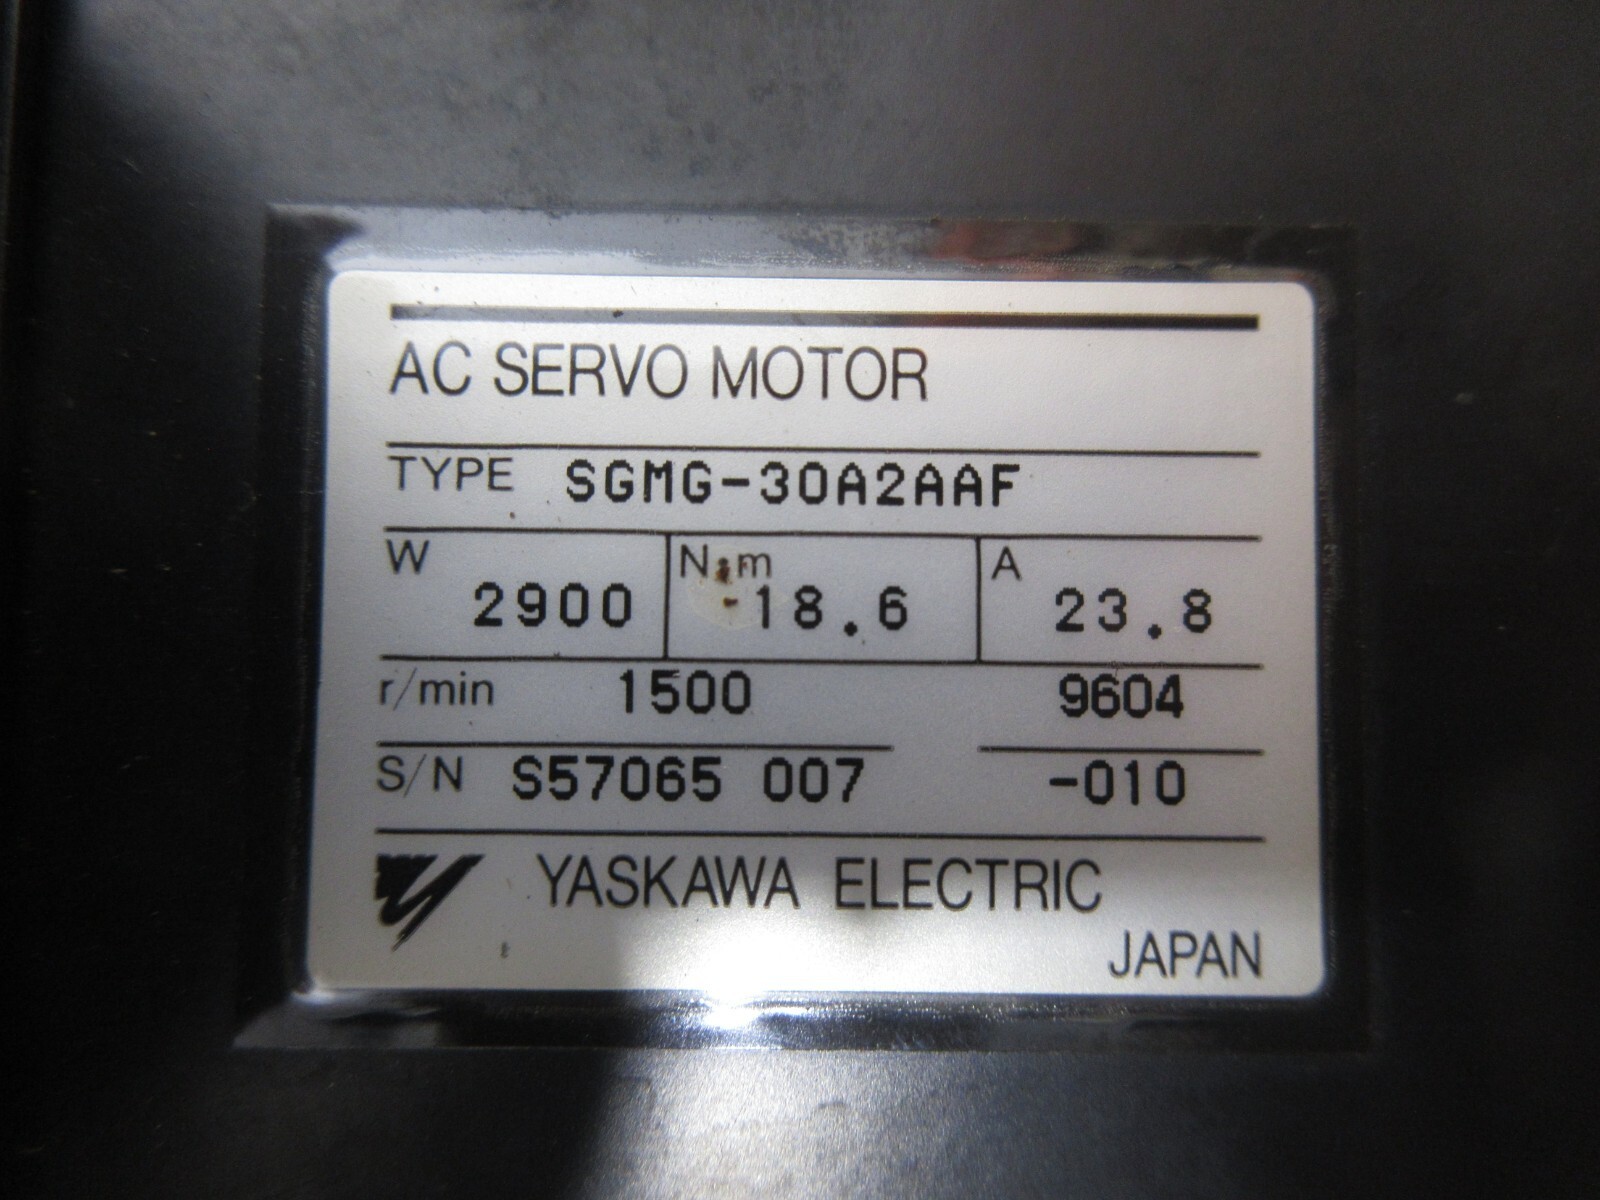 AC SERVO MOTOR
TYPE SGMG-30A2AAF
W 2900 N·m 18.6 A 23.8
r/min 1500 9604
S/N S57065 007 -010
YASKAWA ELECTRIC
JAPAN